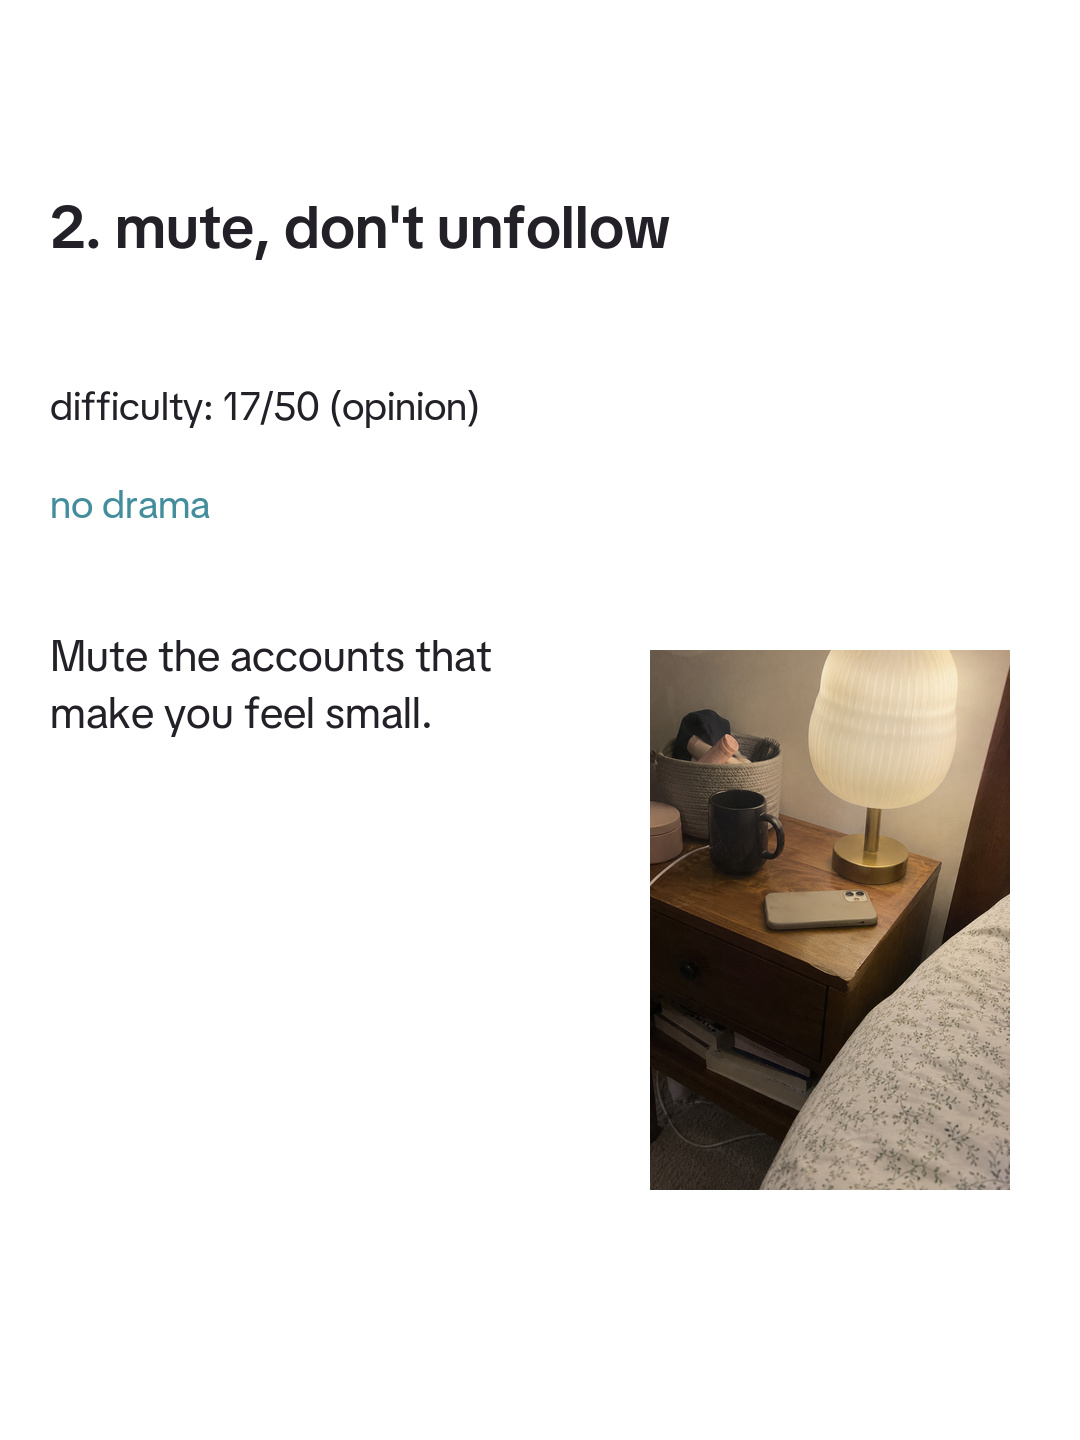 2. mute, don't unfollow
difficulty: 17/50 (opinion)
no drama
Mute the accounts that
make you feel small.